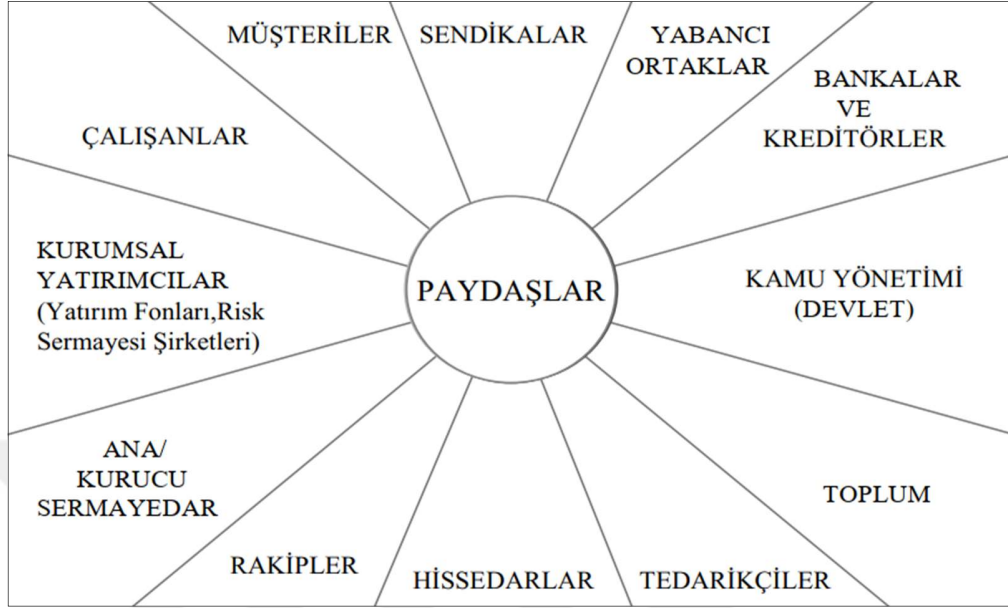 MÜŞTERİLER
SENDİKALAR
YABANCI
ORTAKLAR
BANKALAR
VE
KREDİTÖRLER
ÇALIŞANLAR
KURUMSAL
YATIRIMCILAR
(Yatırım Fonları,Risk
Sermayesi Şirketleri)
PAYDAŞLAR
KAMU YÖNETİMİ
(DEVLET)
ANA/
KURUCU
SERMAYEDAR
TOPLUM
RAKİPLER
HİSSEDARLAR
TEDARİKÇİLER